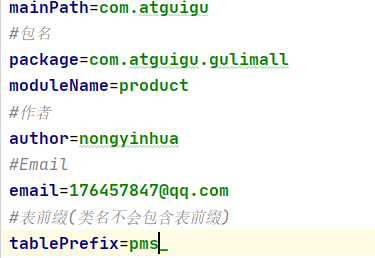 mainPath=com.atguigu
#包名
package=com.atguigu.gulimall
moduleName=product
#作者
author=nongyinhua
#Email
email=176457847@qq.com
#表前缀(类名不会包含表前缀)
tablePrefix=pms_